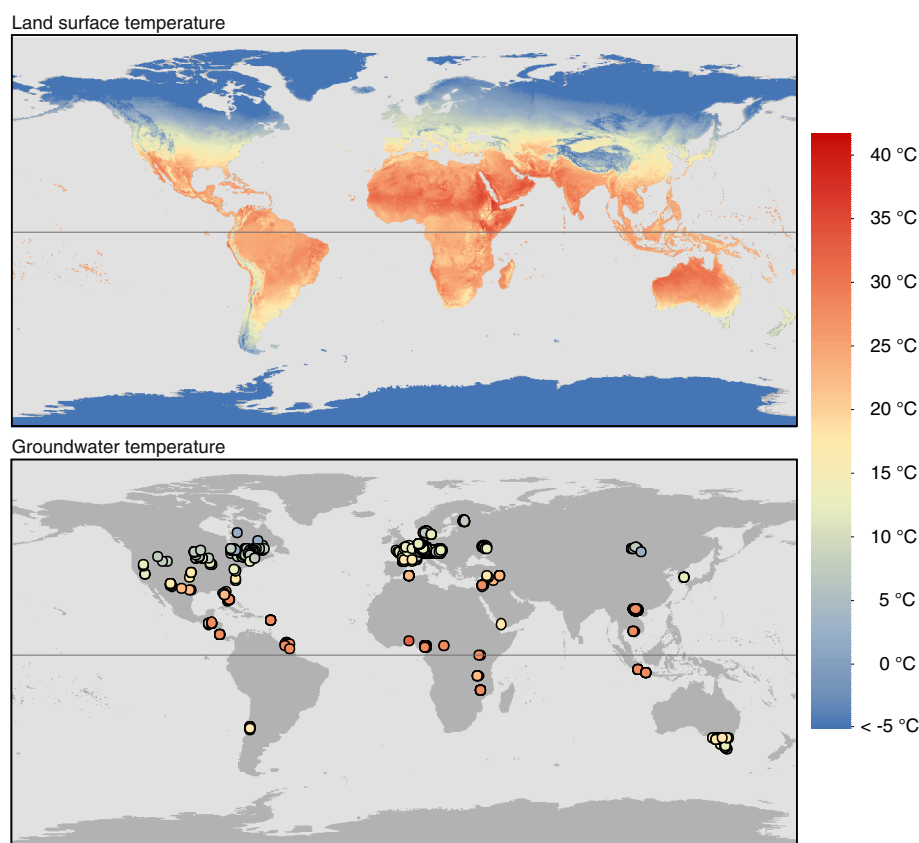 Land surface temperature
40 °C
35 °C
30 °C
25 °C
20 °C
15 °C
10 °C
5 °C
0 °C
< -5 °C
Groundwater temperature